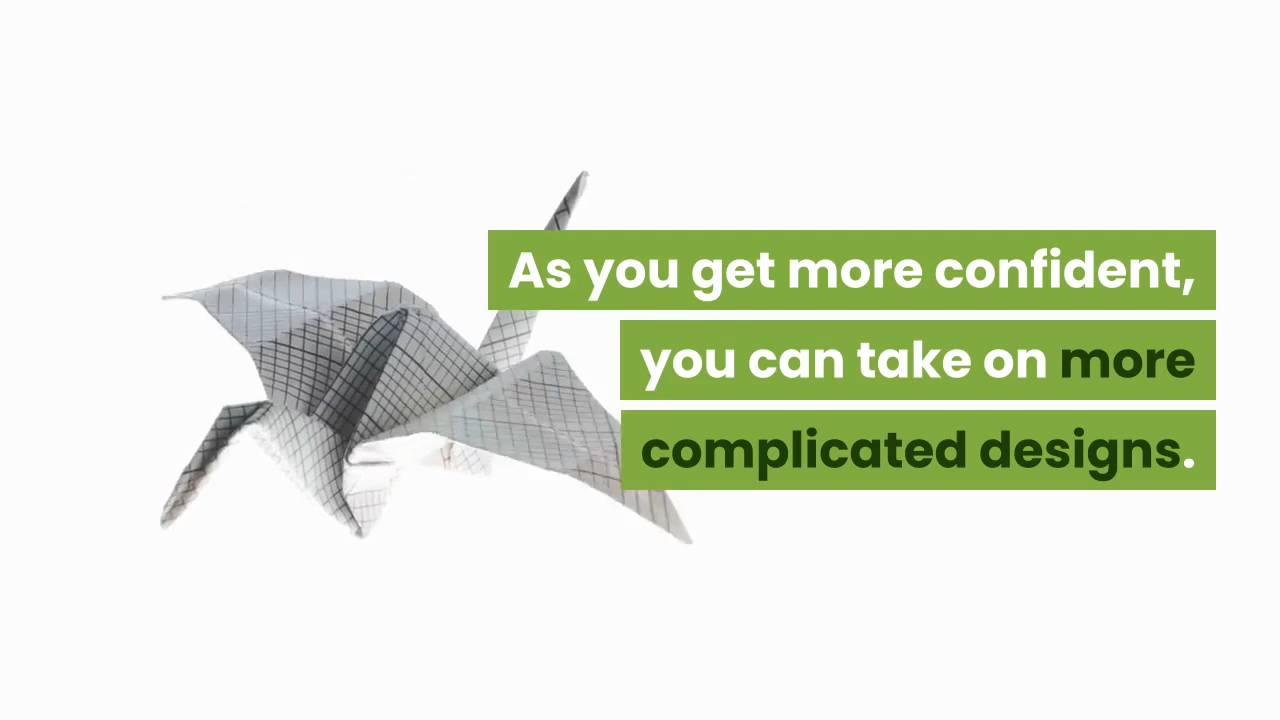 As you get more confident,
you can take on more
complicated designs.